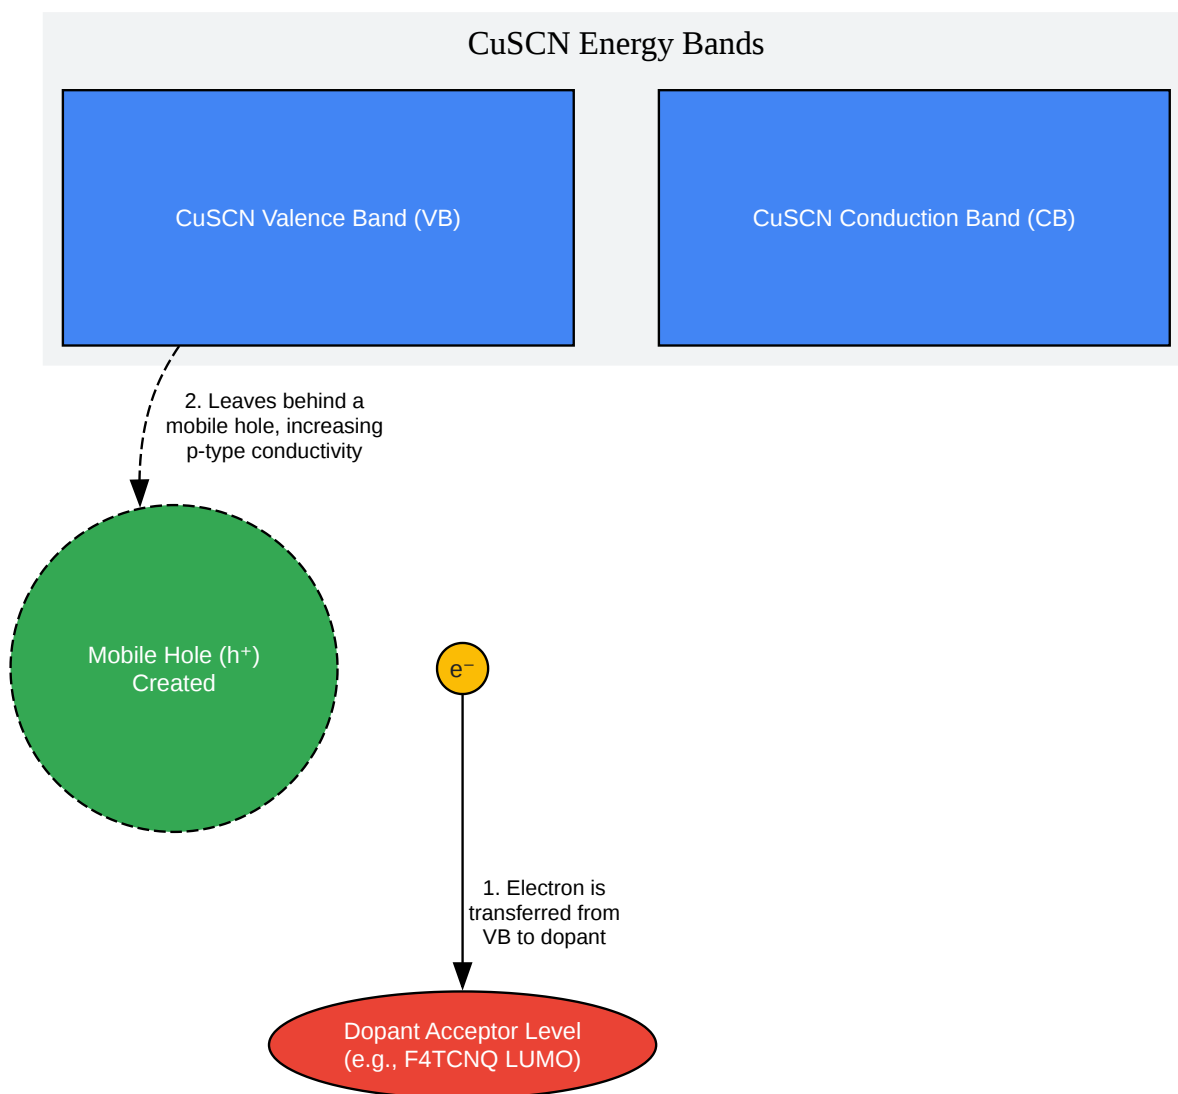 CuSCN Energy Bands
CuSCN Valence Band (VB)
CuSCN Conduction Band (CB)
2. Leaves behind a
mobile hole, increasing
p-type conductivity
Mobile Hole (h⁺)
Created
e⁻
1. Electron is
transferred from
VB to dopant
Dopant Acceptor Level
(e.g., F4TCNQ LUMO)